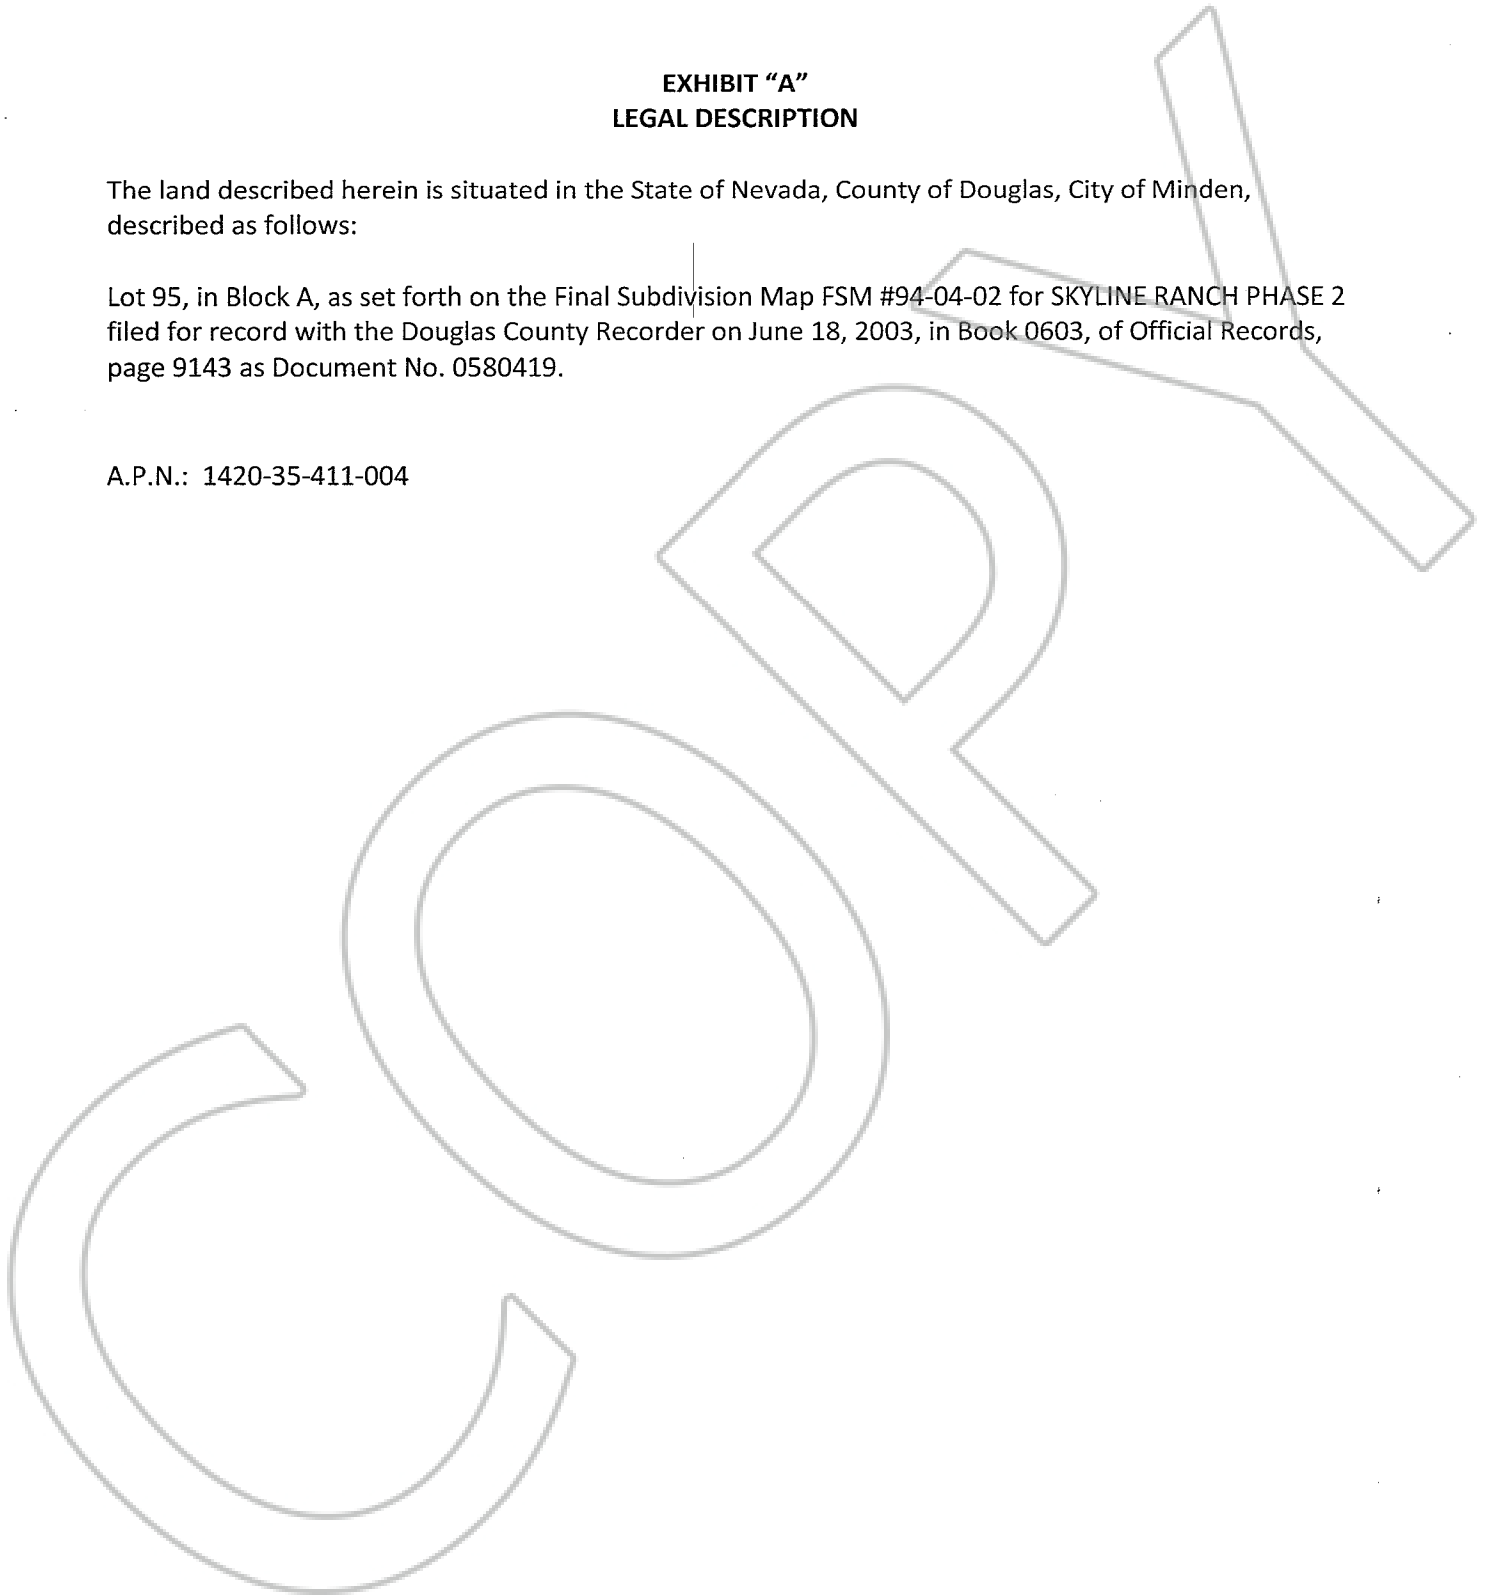 EXHIBIT “A”
LEGAL DESCRIPTION
The land described herein is situated in the State of Nevada, County of Douglas, City of Minden,
described as follows:
Lot 95, in Block A, as set forth on the Final Subdivision Map FSM #94-04-02 for SKYLINE RANCH PHASE 2
filed for record with the Douglas County Recorder on June 18, 2003, in Book 0603, of Official Records,
page 9143 as Document No. 0580419.
A.P.N.: 1420-35-411-004
COPY